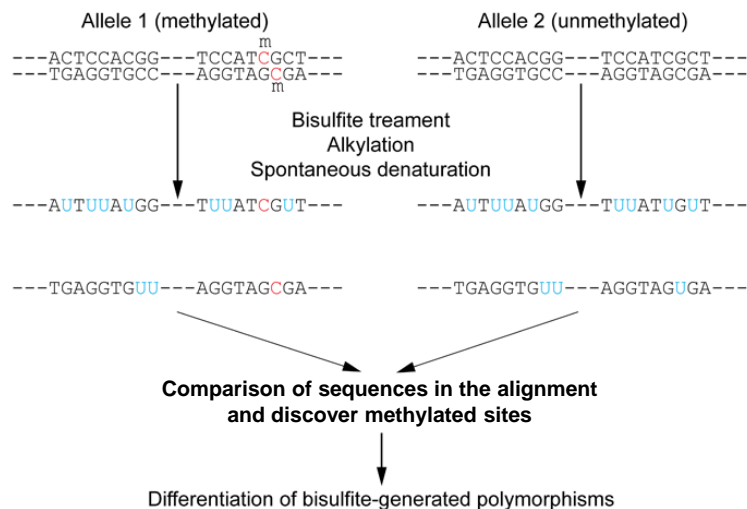 Allele 1 (methylated) Allele 2 (unmethylated)
m
---ACTCCACGG---TCCATCGCT--- ---ACTCCACGG---TCCATCGCT---
---TGAGGTGCC---AGGTAGCGA--- ---TGAGGTGCC---AGGTAGCGA---
m
Bisulfite treament
Alkylation
Spontaneous denaturation
---AUTUUAUGG---TUUATCGUT--- ---AUTUUAUGG---TUUATUGUT---
---TGAGGTGUU---AGGTAGCGA--- ---TGAGGTGUU---AGGTAGUGA---
Comparison of sequences in the alignment
and discover methylated sites
Differentiation of bisulfite-generated polymorphisms